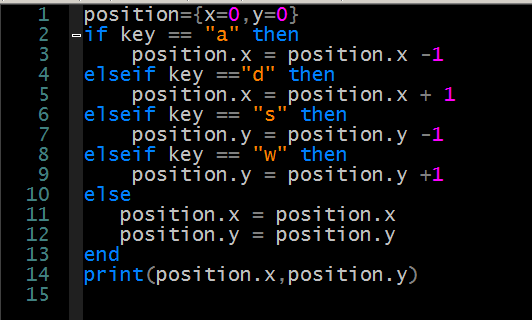 1 position={x=0,y=0}
2 if key == "a" then
3     position.x = position.x -1
4 elseif key =="d" then
5     position.x = position.x + 1
6 elseif key == "s" then
7     position.y = position.y -1
8 elseif key == "w" then
9     position.y = position.y +1
10 else
11    position.x = position.x
12    position.y = position.y
13 end
14 print(position.x,position.y)
15